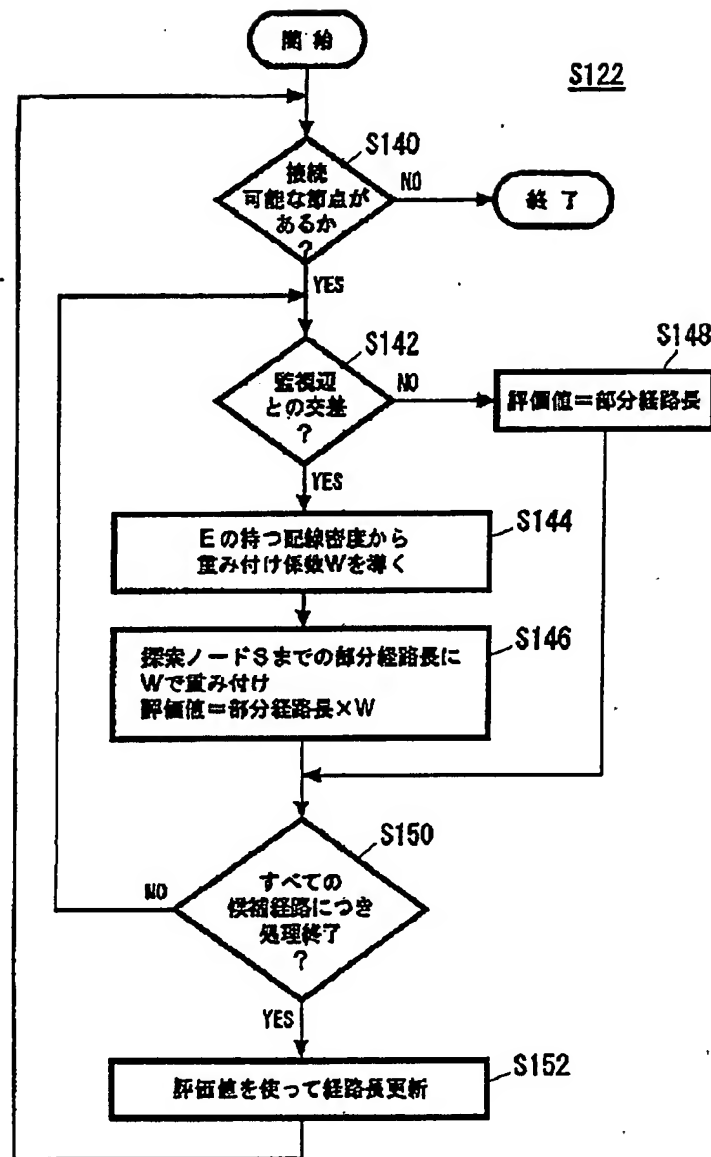 開始
S122
S140
接続
可能な節点が
あるか
?
NO
終了
YES
S142
監視辺
との交差
?
NO
S148
評価値=部分経路長
YES
S144
Eの持つ配線密度から
重み付け係数Wを導く
S146
探索ノードSまでの部分経路長に
Wで重み付け
評価値=部分経路長×W
S150
すべての
候補経路につき
処理終了
?
NO
YES
S152
評価値を使って経路長更新